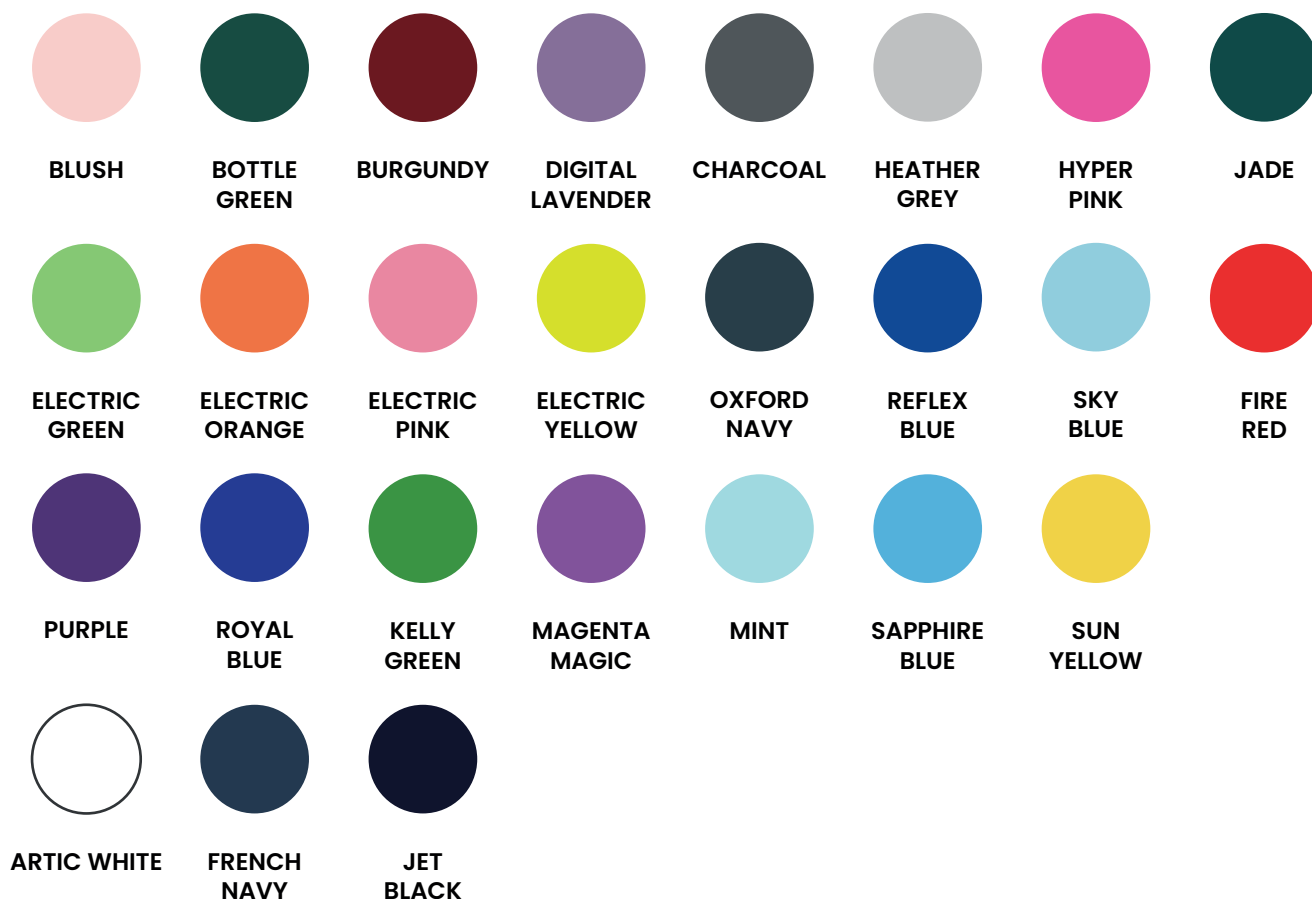 BLUSH
BOTTLE
GREEN
BURGUNDY
DIGITAL
LAVENDER
CHARCOAL
HEATHER
GREY
HYPER
PINK
JADE
ELECTRIC
GREEN
ELECTRIC
ORANGE
ELECTRIC
PINK
ELECTRIC
YELLOW
OXFORD
NAVY
REFLEX
BLUE
SKY
BLUE
FIRE
RED
PURPLE
ROYAL
BLUE
KELLY
GREEN
MAGENTA
MAGIC
MINT
SAPPHIRE
BLUE
SUN
YELLOW
ARTIC WHITE
FRENCH
NAVY
JET
BLACK